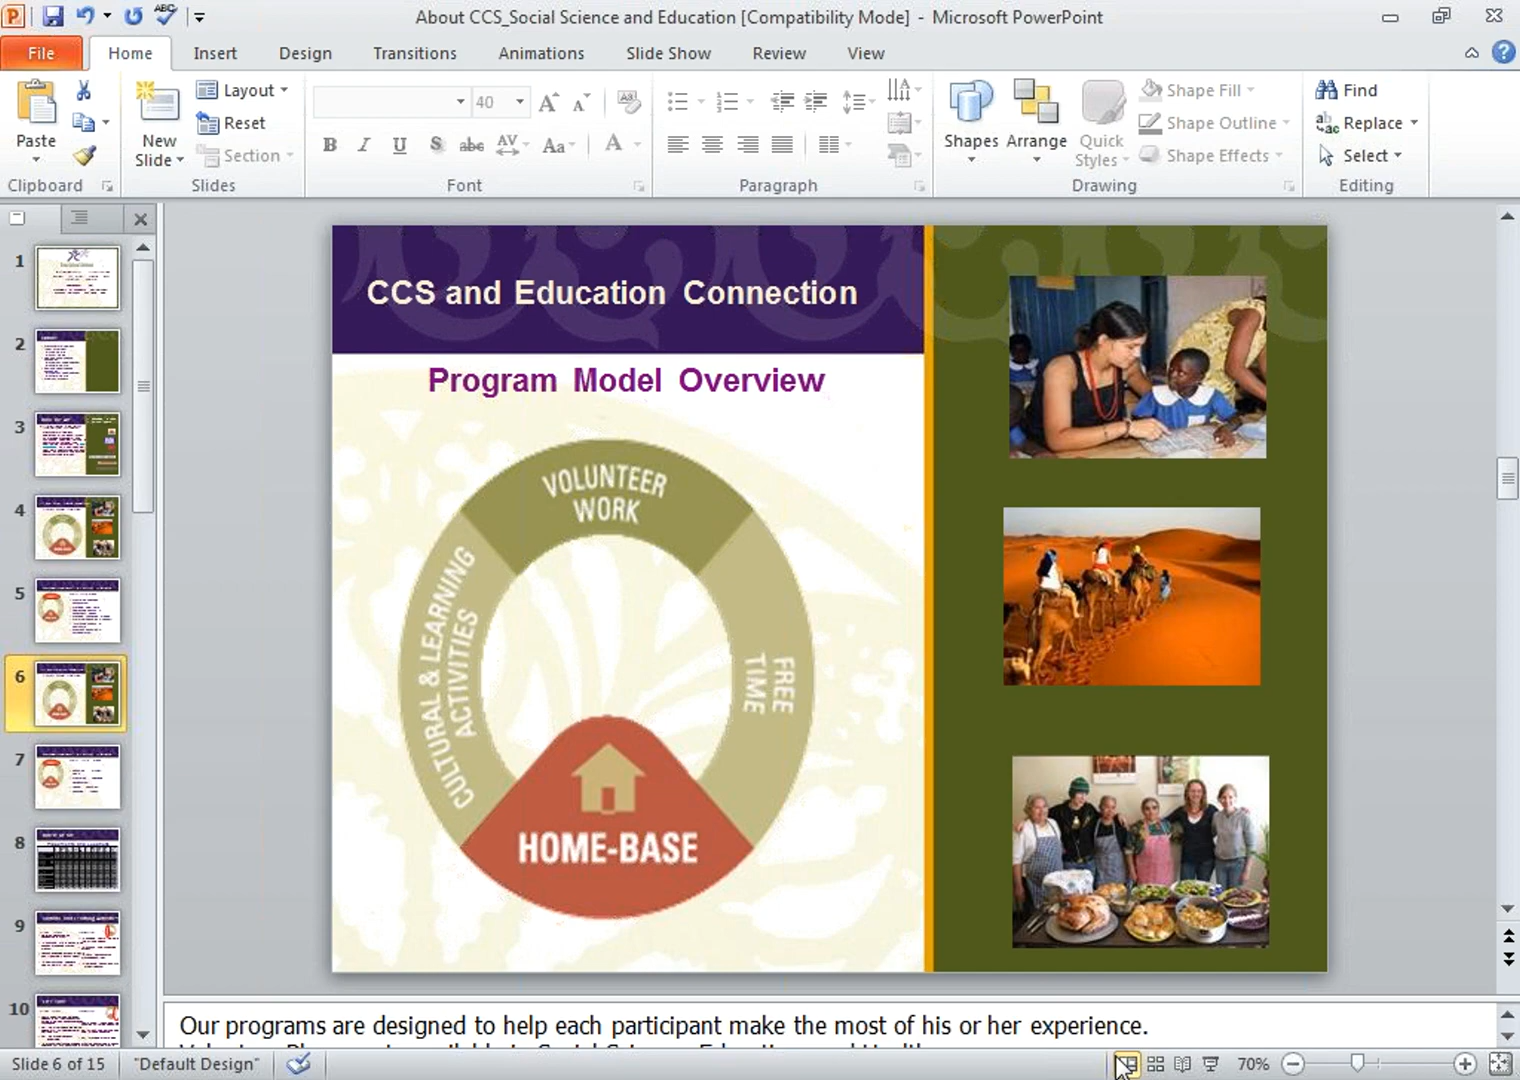 About CCS_Social Science and Education [Compatibility Mode] - Microsoft PowerPoint
File Home Insert Design Transitions Animations Slide Show Review View
Paste
Clipboard
New Slide
Layout
Reset
Section
Slides
40
Font
Paragraph
Shapes
Arrange
Quick Styles
Shape Fill
Shape Outline
Shape Effects
Drawing
Find
Replace
Select
Editing
1
2
3
4
5
6
7
8
9
10
CCS and Education Connection
Program Model Overview
VOLUNTEER
WORK
CULTURAL & LEARNING
ACTIVITIES
FREE
TIME
HOME-BASE
Our programs are designed to help each participant make the most of his or her experience.
Slide 6 of 15
"Default Design"
70%